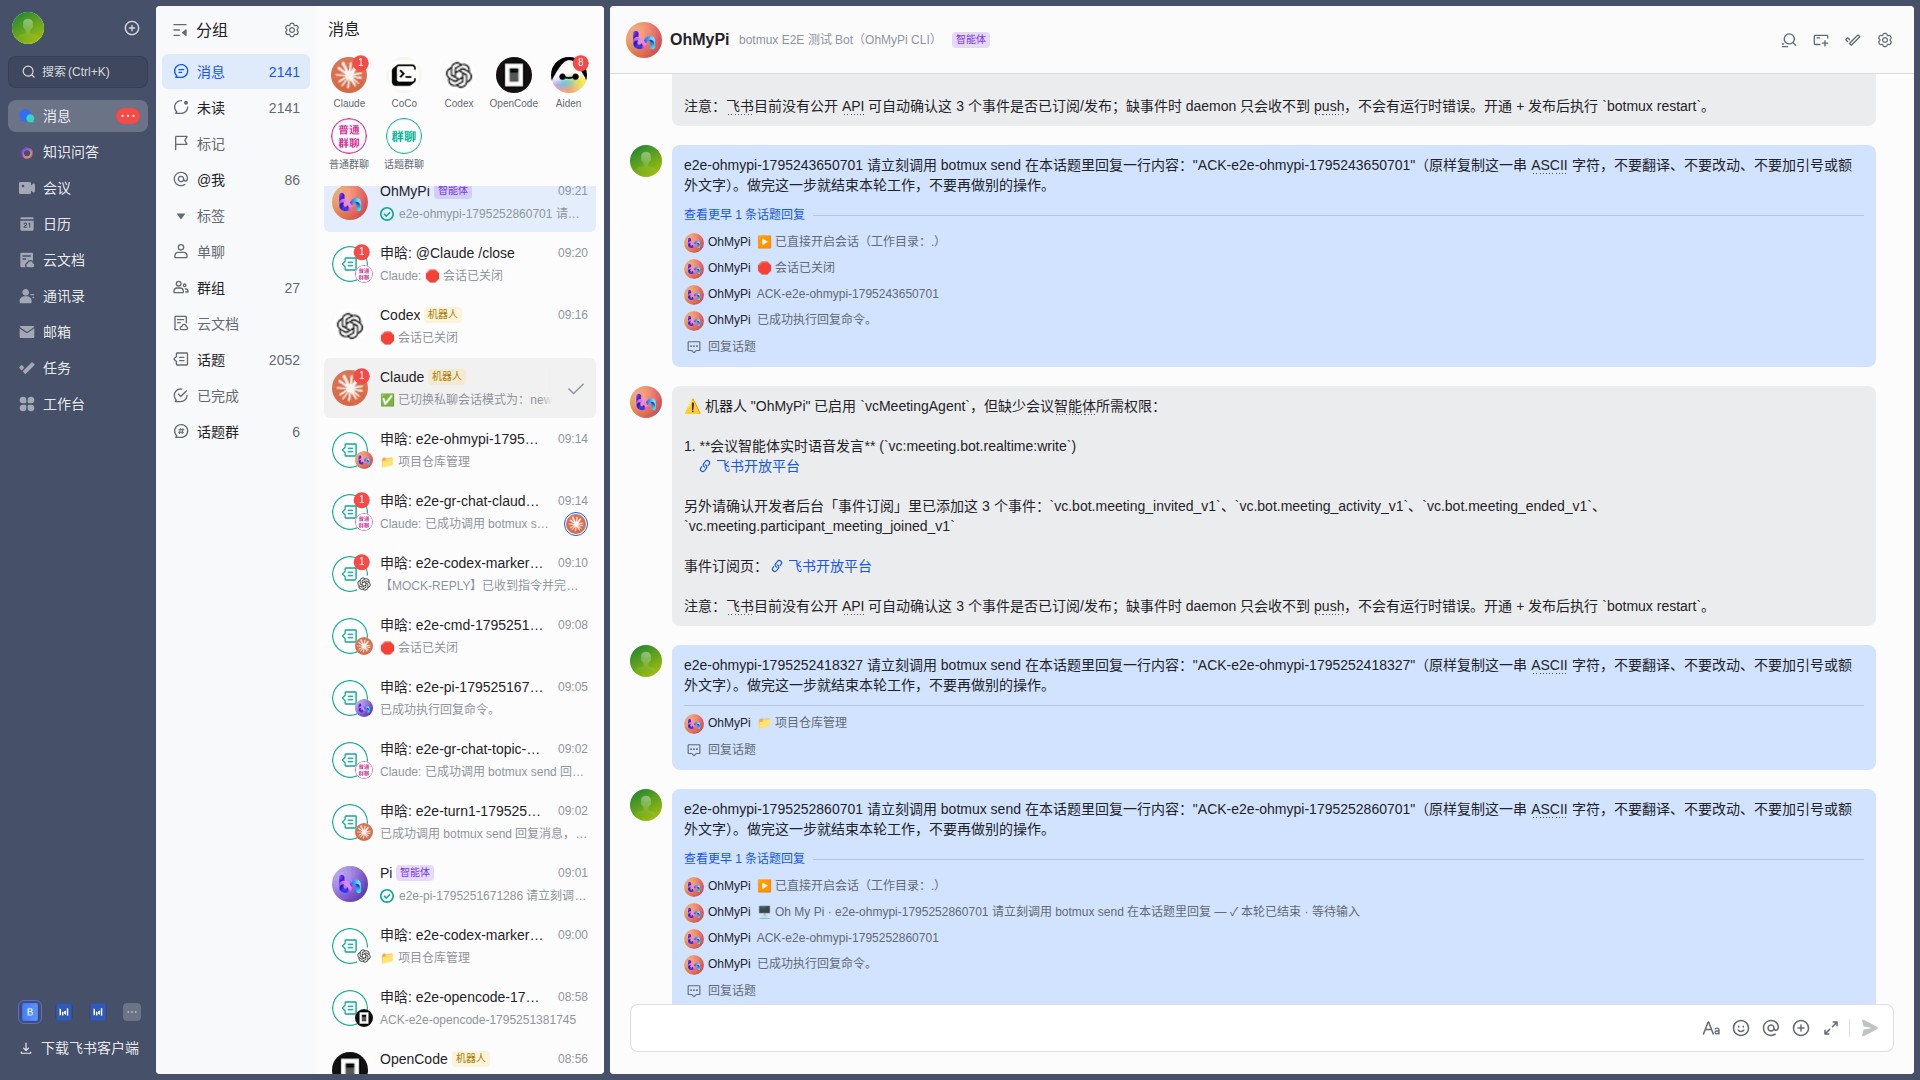 搜索 (Ctrl+K)
消息
知识问答
会议
日历
云文档
通讯录
邮箱
任务
工作台
下载飞书客户端
分组
消息 2141
未读 2141
标记
@我 86
标签
单聊
群组 27
云文档
话题 2052
已完成
话题群 6
消息
1
8
Claude
CoCo
Codex
OpenCode
Aiden
普通
群聊
群聊
普通群聊
话题群聊
OhMyPi 智能体 09:21
e2e-ohmypi-1795252860701 请…
1
申晗: @Claude /close 09:20
Claude: 会话已关闭
Codex 机器人 09:16
会话已关闭
1
Claude 机器人
已切换私聊会话模式为：new
申晗: e2e-ohmypi-1795… 09:14
项目仓库管理
1
申晗: e2e-gr-chat-claud… 09:14
Claude: 已成功调用 botmux s…
1
申晗: e2e-codex-marker… 09:10
【MOCK-REPLY】已收到指令并完…
申晗: e2e-cmd-1795251… 09:08
会话已关闭
申晗: e2e-pi-179525167… 09:05
已成功执行回复命令。
申晗: e2e-gr-chat-topic-… 09:02
Claude: 已成功调用 botmux send 回…
申晗: e2e-turn1-179525… 09:02
已成功调用 botmux send 回复消息，…
Pi 智能体 09:01
e2e-pi-1795251671286 请立刻调…
申晗: e2e-codex-marker… 09:00
项目仓库管理
申晗: e2e-opencode-17… 08:58
ACK-e2e-opencode-1795251381745
OpenCode 机器人 08:56
OhMyPi botmux E2E 测试 Bot（OhMyPi CLI） 智能体
注意：飞书目前没有公开 API 可自动确认这 3 个事件是否已订阅/发布；缺事件时 daemon 只会收不到 push，不会有运行时错误。开通 + 发布后执行 `botmux restart`。
e2e-ohmypi-1795243650701 请立刻调用 botmux send 在本话题里回复一行内容："ACK-e2e-ohmypi-1795243650701"（原样复制这一串 ASCII 字符，不要翻译、不要改动、不要加引号或额
外文字）。做完这一步就结束本轮工作，不要再做别的操作。
查看更早 1 条话题回复
OhMyPi 已直接开启会话（工作目录：.）
OhMyPi 会话已关闭
OhMyPi ACK-e2e-ohmypi-1795243650701
OhMyPi 已成功执行回复命令。
回复话题
机器人 "OhMyPi" 已启用 `vcMeetingAgent`，但缺少会议智能体所需权限：
1. **会议智能体实时语音发言** (`vc:meeting.bot.realtime:write`)
飞书开放平台
另外请确认开发者后台「事件订阅」里已添加这 3 个事件：`vc.bot.meeting_invited_v1`、`vc.bot.meeting_activity_v1`、`vc.bot.meeting_ended_v1`、
`vc.meeting.participant_meeting_joined_v1`
事件订阅页： 飞书开放平台
注意：飞书目前没有公开 API 可自动确认这 3 个事件是否已订阅/发布；缺事件时 daemon 只会收不到 push，不会有运行时错误。开通 + 发布后执行 `botmux restart`。
e2e-ohmypi-1795252418327 请立刻调用 botmux send 在本话题里回复一行内容："ACK-e2e-ohmypi-1795252418327"（原样复制这一串 ASCII 字符，不要翻译、不要改动、不要加引号或额
外文字）。做完这一步就结束本轮工作，不要再做别的操作。
OhMyPi 项目仓库管理
回复话题
e2e-ohmypi-1795252860701 请立刻调用 botmux send 在本话题里回复一行内容："ACK-e2e-ohmypi-1795252860701"（原样复制这一串 ASCII 字符，不要翻译、不要改动、不要加引号或额
外文字）。做完这一步就结束本轮工作，不要再做别的操作。
查看更早 1 条话题回复
OhMyPi 已直接开启会话（工作目录：.）
OhMyPi Oh My Pi · e2e-ohmypi-1795252860701 请立刻调用 botmux send 在本话题里回复 — ✓ 本轮已结束 · 等待输入
OhMyPi ACK-e2e-ohmypi-1795252860701
OhMyPi 已成功执行回复命令。
回复话题